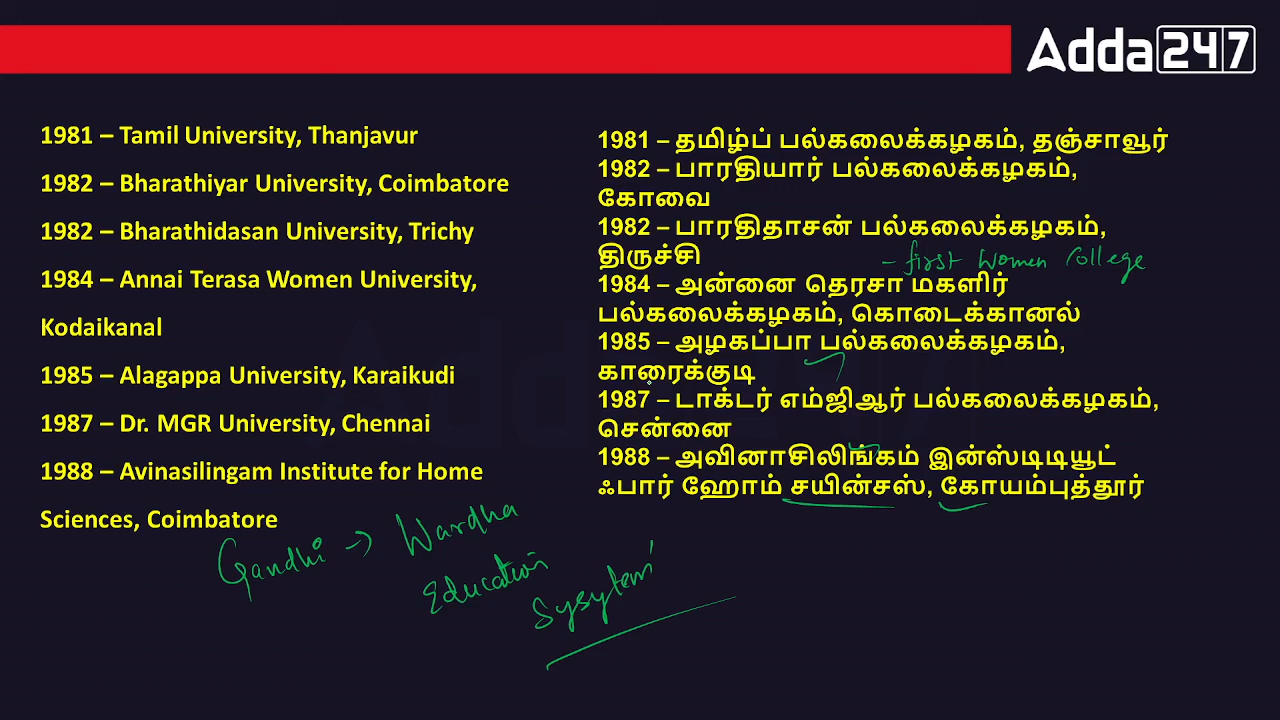 Adda247
1981 – Tamil University, Thanjavur
1982 – Bharathiyar University, Coimbatore
1982 – Bharathidasan University, Trichy
1984 – Annai Terasa Women University,
Kodaikanal
1985 – Alagappa University, Karaikudi
1987 – Dr. MGR University, Chennai
1988 – Avinasilingam Institute for Home
Sciences, Coimbatore
1981 – தமிழ்ப் பல்கலைக்கழகம், தஞ்சாவூர்
1982 – பாரதியார் பல்கலைக்கழகம்,
கோவை
1982 – பாரதிதாசன் பல்கலைக்கழகம்,
திருச்சி
– first Women College
1984 – அன்னை தெரசா மகளிர்
பல்கலைக்கழகம், கொடைக்கானல்
1985 – அழகப்பா பல்கலைக்கழகம்,
காரைக்குடி
1987 – டாக்டர் எம்ஜிஆர் பல்கலைக்கழகம்,
சென்னை
1988 – அவினாசிலிங்கம் இன்ஸ்டிடியூட்
ஃபார் ஹோம் சயின்சஸ், கோயம்புத்தூர்
Gandhi → Wardha
Education
Sysytem